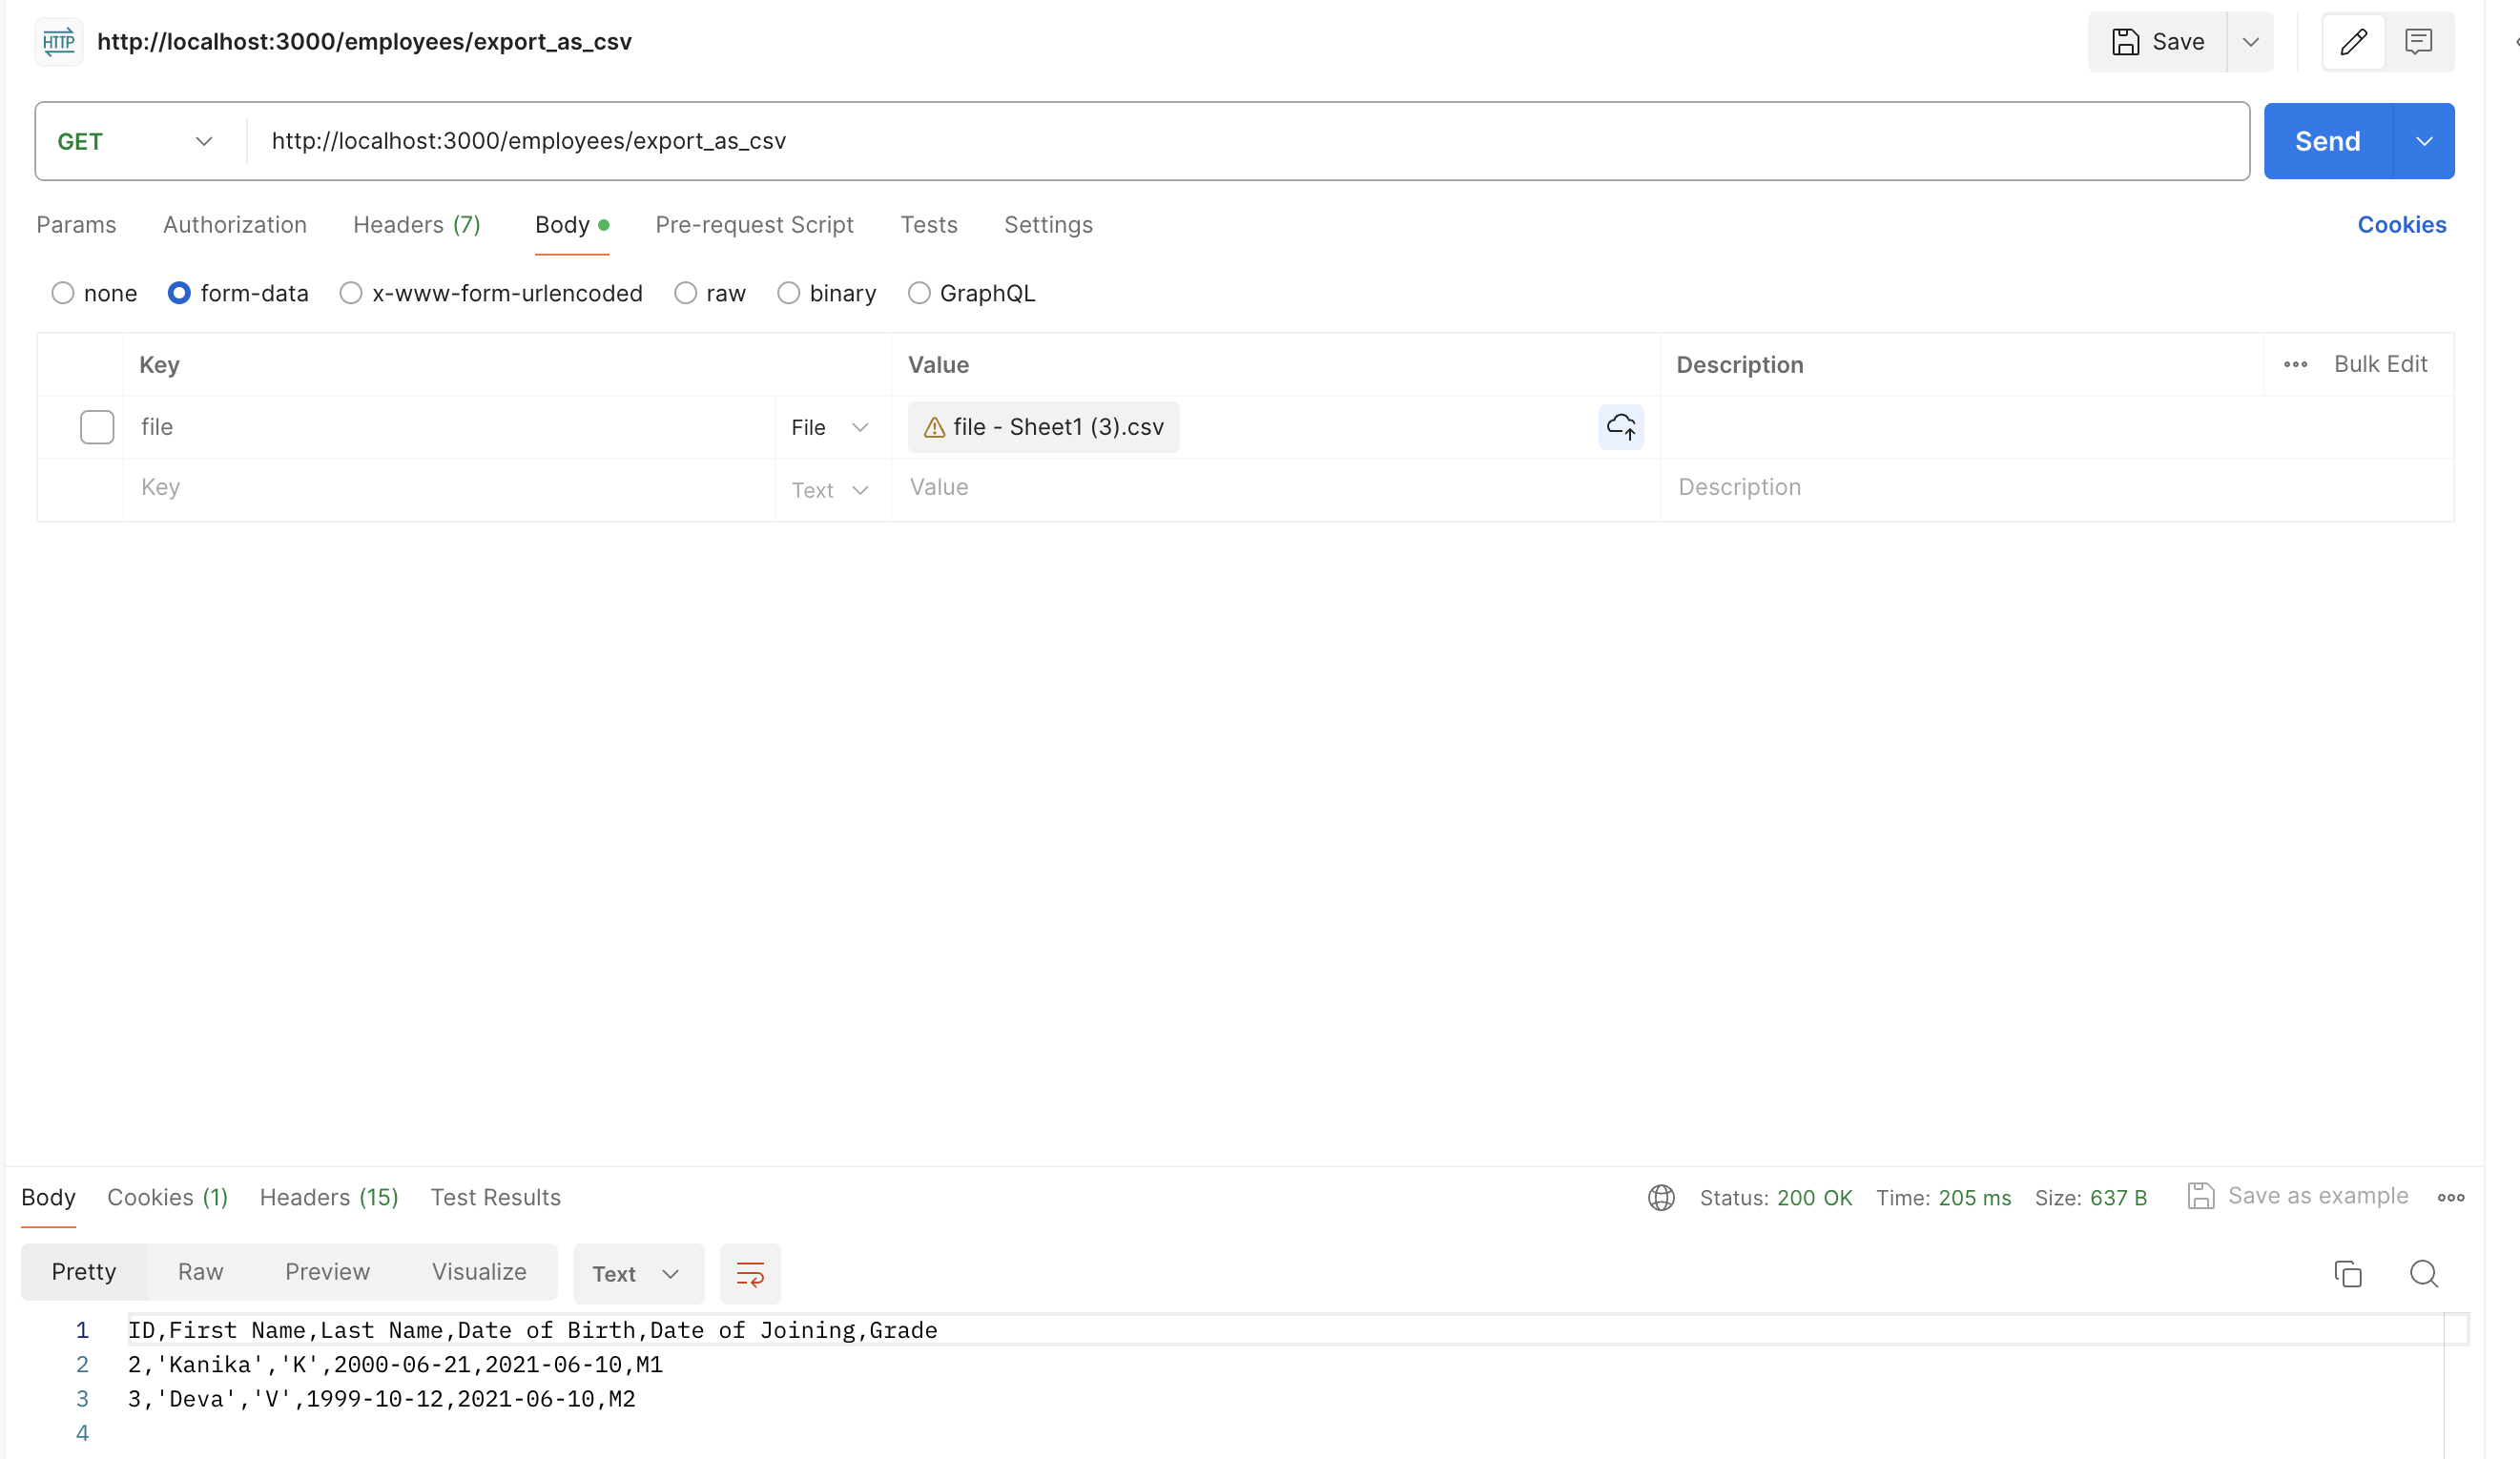 HTTP http://localhost:3000/employees/export_as_csv Save
GET http://localhost:3000/employees/export_as_csv Send
Params Authorization Headers (7) Body Pre-request Script Tests Settings Cookies
none form-data x-www-form-urlencoded raw binary GraphQL
Key Value Description Bulk Edit
file File file - Sheet1 (3).csv
Key Text Value Description
Body Cookies (1) Headers (15) Test Results Status: 200 OK Time: 205 ms Size: 637 B Save as example
Pretty Raw Preview Visualize Text
1 ID,First Name,Last Name,Date of Birth,Date of Joining,Grade
2 2,'Kanika','K',2000-06-21,2021-06-10,M1
3 3,'Deva','V',1999-10-12,2021-06-10,M2
4